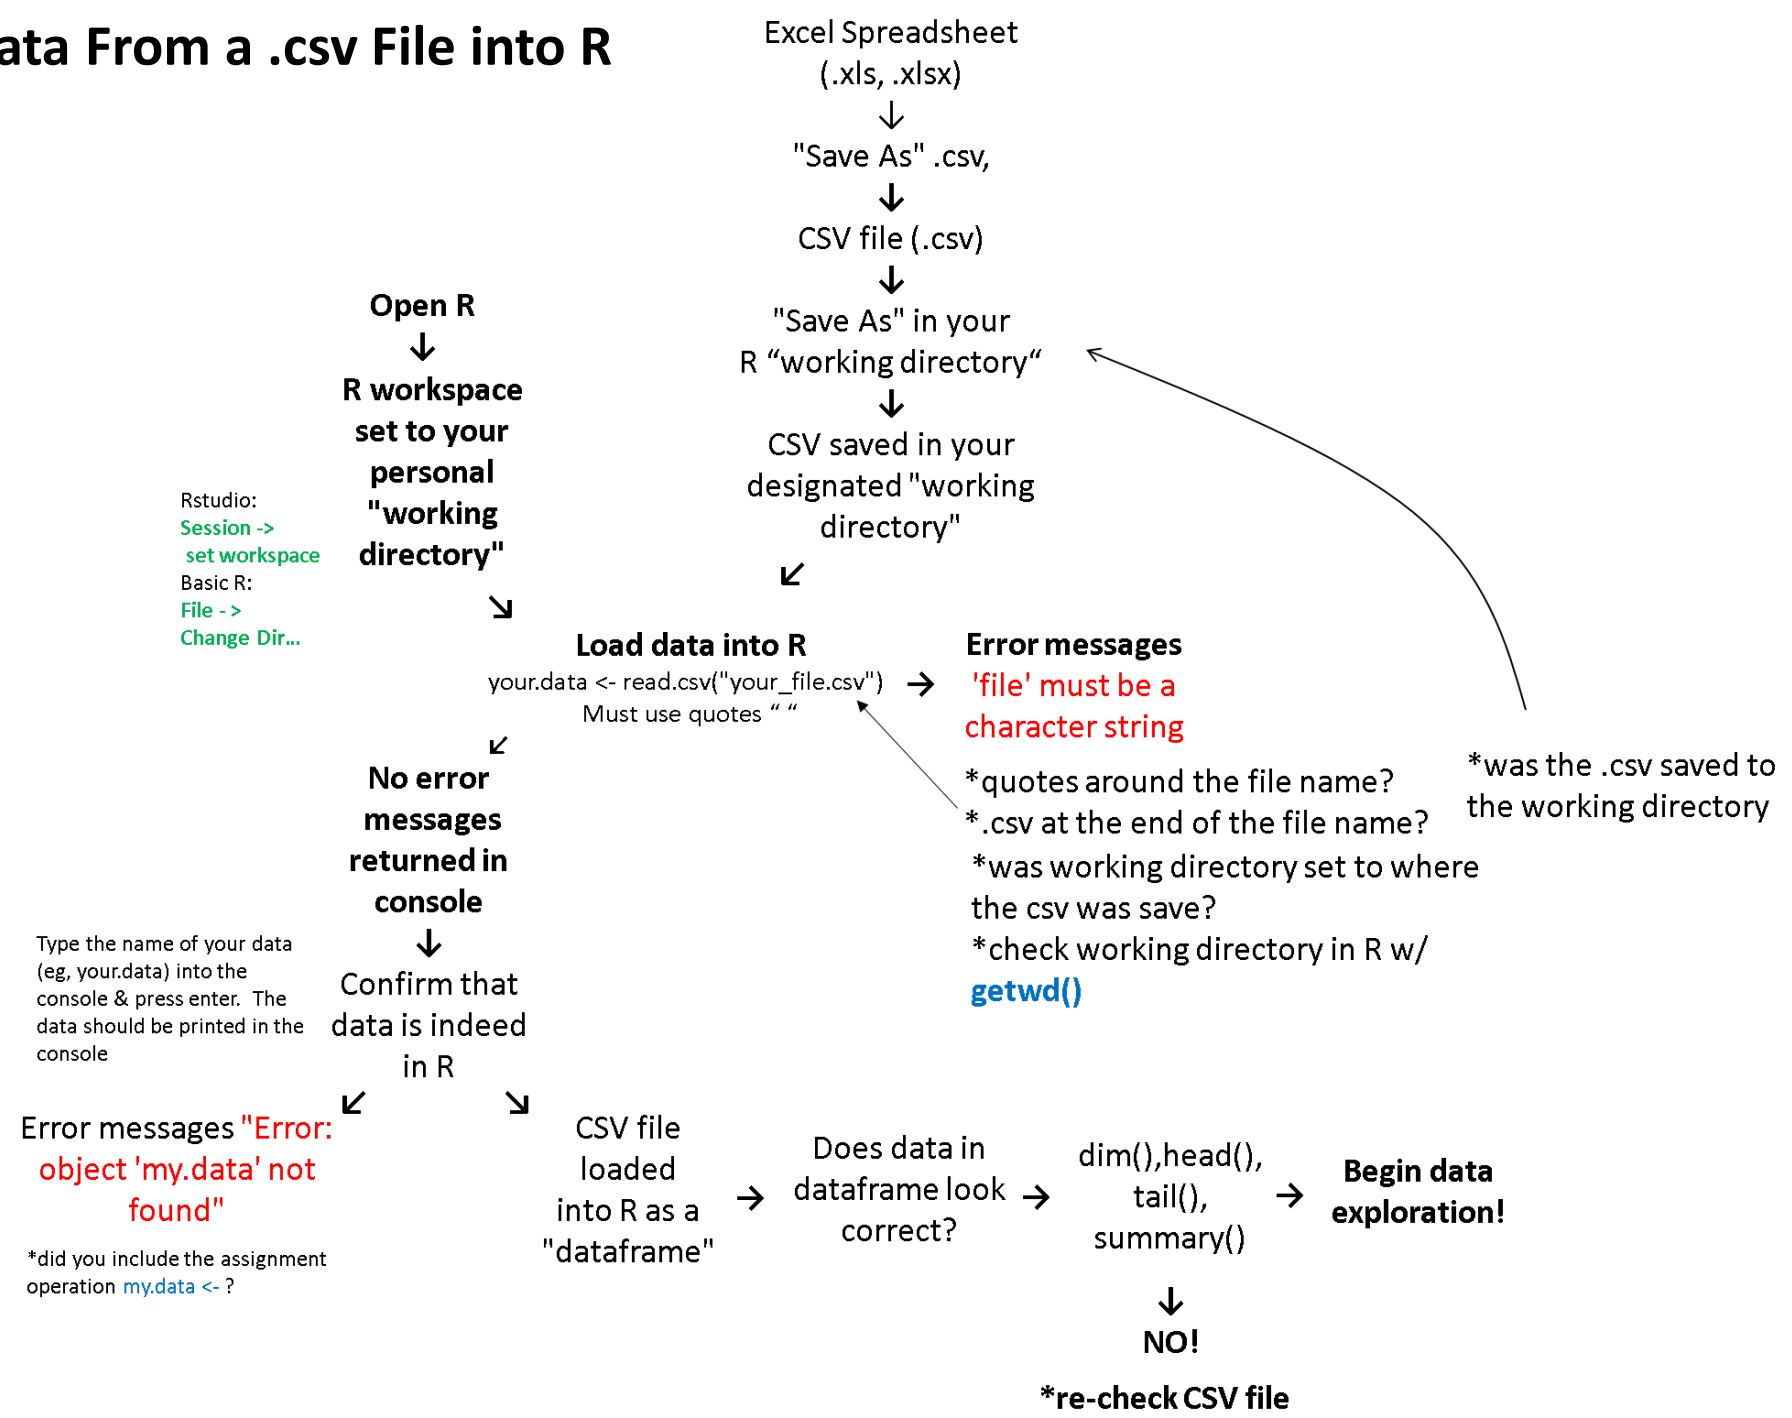 ata From a .csv File into R
Excel Spreadsheet
(.xls, .xlsx)
↓
"Save As" .csv,
↓
CSV file (.csv)
↓
"Save As" in your
R “working directory“
↓
CSV saved in your
designated "working
directory"
↙
Open R
↓
R workspace
set to your
personal
"working
directory"
↘
Rstudio:
Session ->
set workspace
Basic R:
File - >
Change Dir...
Load data into R
your.data <- read.csv("your_file.csv")
Must use quotes “ “
→
Error messages
'file' must be a
character string
*quotes around the file name?
*.csv at the end of the file name?
*was working directory set to where
the csv was save?
*check working directory in R w/
getwd()
*was the .csv saved to
the working directory
↙
No error
messages
returned in
console
↓
Type the name of your data
(eg, your.data) into the
console & press enter.  The
data should be printed in the
console
Confirm that
data is indeed
in R
↙
↘
Error messages "Error:
object 'my.data' not
found"
*did you include the assignment
operation my.data <- ?
CSV file
loaded
into R as a
"dataframe"
→
Does data in
dataframe look
correct?
→
dim(),head(),
tail(),
summary()
→
Begin data
exploration!
↓
NO!
*re-check CSV file